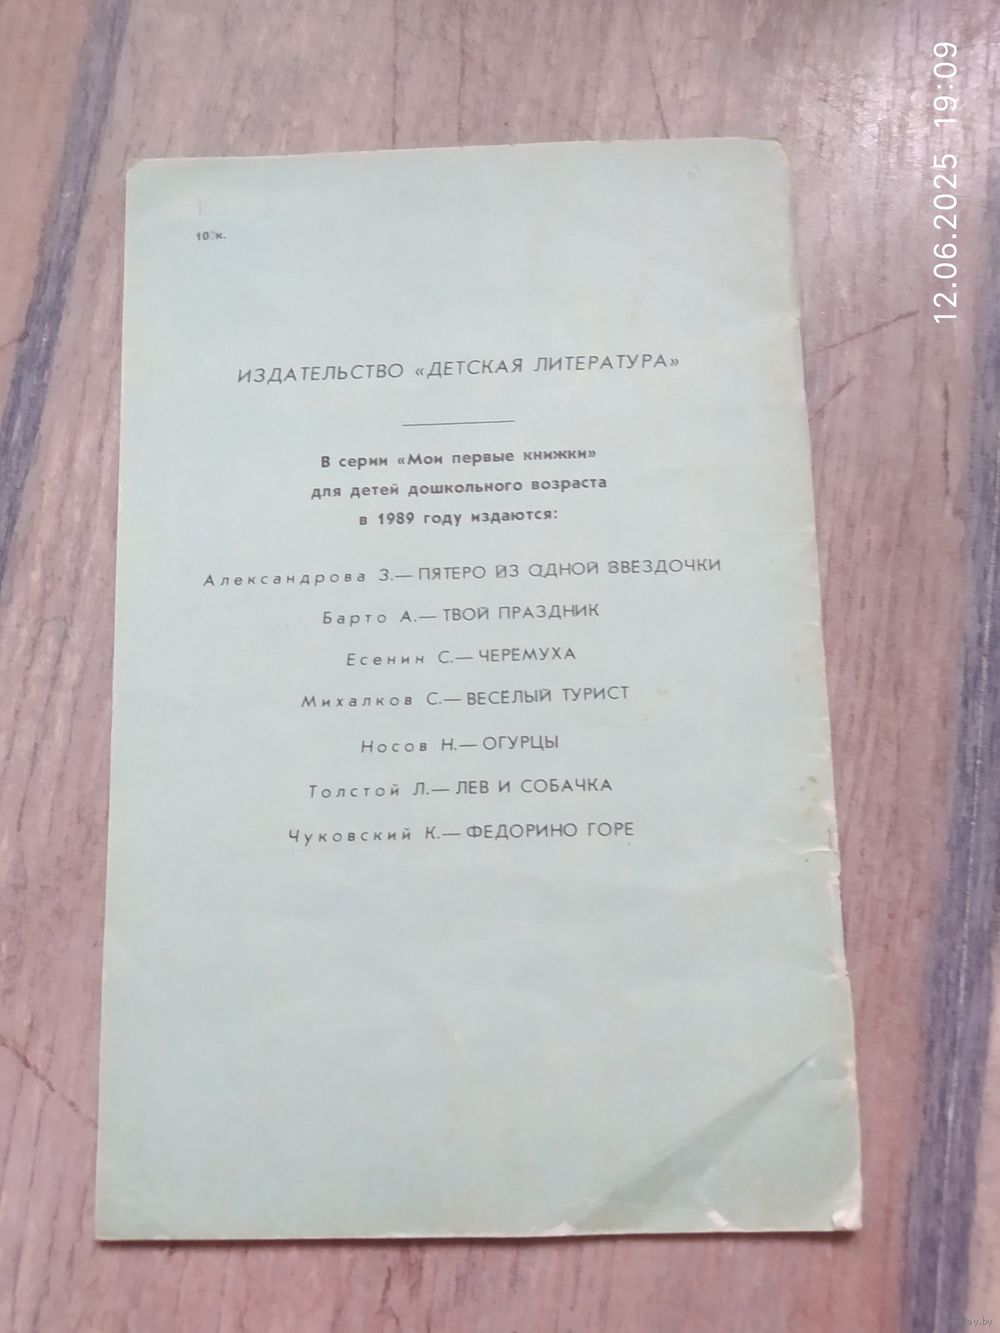 10 к.
ИЗДАТЕЛЬСТВО «ДЕТСКАЯ ЛИТЕРАТУРА»
В серии «Мои первые книжки»
для детей дошкольного возраста
в 1989 году издаются:
Александрова З.— ПЯТЕРО ИЗ ОДНОЙ ЗВЕЗДОЧКИ
Барто А.— ТВОЙ ПРАЗДНИК
Есенин С.— ЧЕРЕМУХА
Михалков С.— ВЕСЕЛЫЙ ТУРИСТ
Носов Н.— ОГУРЦЫ
Толстой Л.— ЛЕВ И СОБАЧКА
Чуковский К.— ФЕДОРИНО ГОРЕ
12.06.2025 19:09